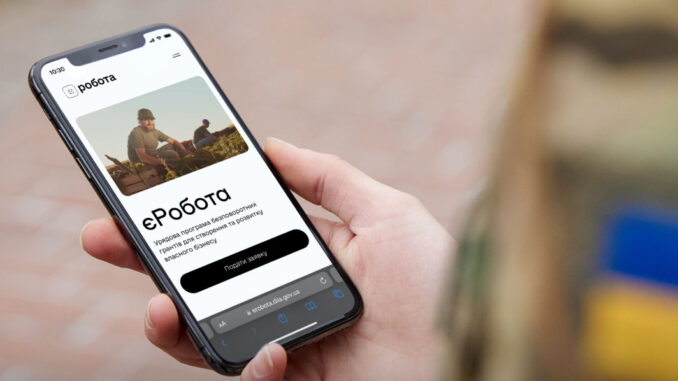 10:30
робота
єРобота
Урядова програма безповоротних
грантів для створення та розвитку
власного бізнесу
Подати заявку
AA erobota.diia.gov.ua